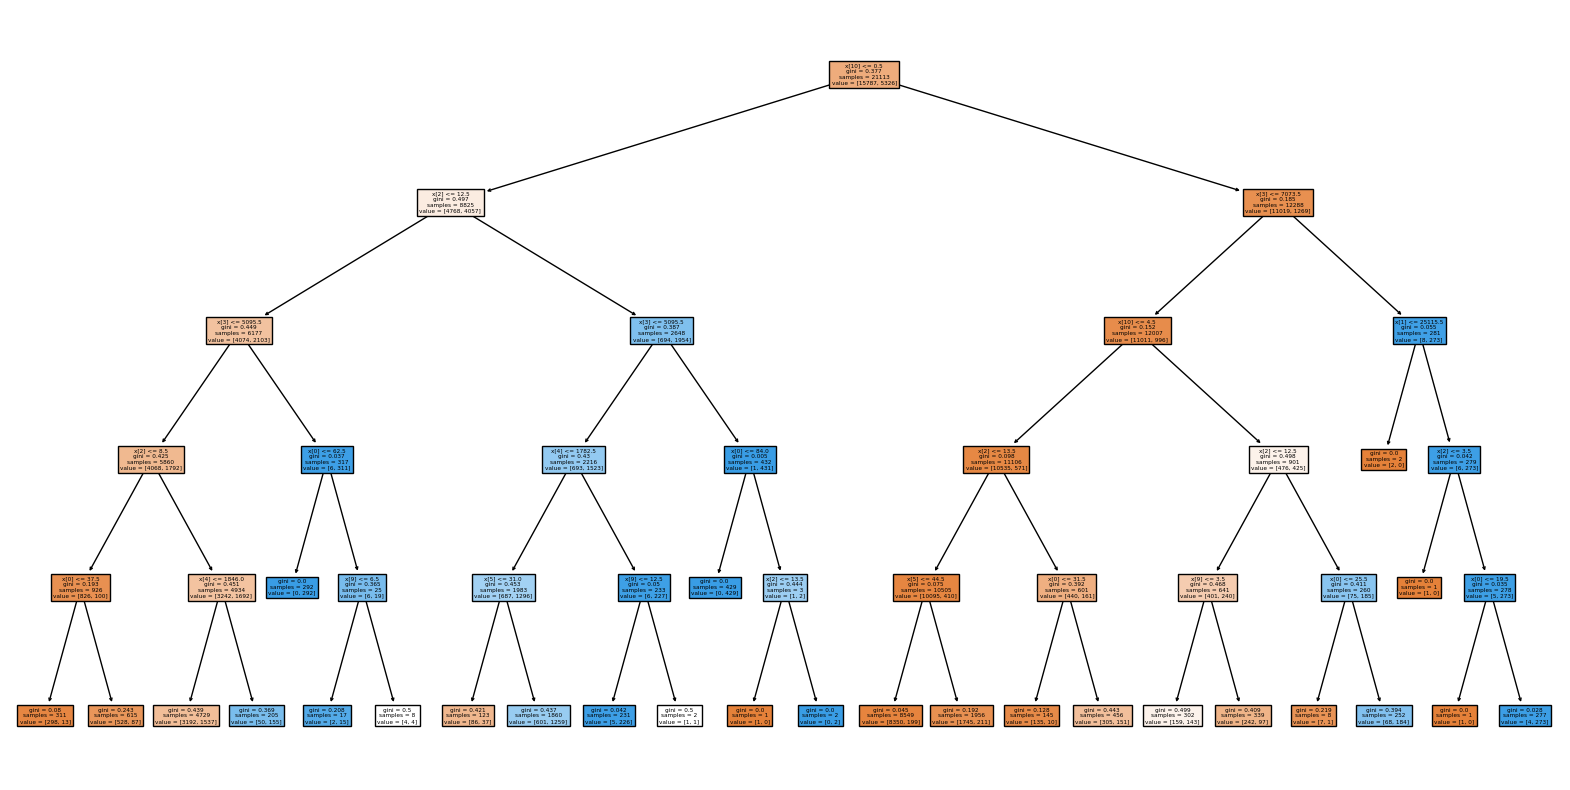 x[10] <= 0.5
gini = 0.377
samples = 21113
value = [15787, 5326]
x[2] <= 12.5
gini = 0.497
samples = 8825
value = [4768, 4057]
x[3] <= 7073.5
gini = 0.185
samples = 12288
value = [11019, 1269]
x[3] <= 5095.5
gini = 0.449
samples = 6177
value = [4074, 2103]
x[3] <= 5095.5
gini = 0.387
samples = 2648
value = [694, 1954]
x[10] <= 4.5
gini = 0.152
samples = 12007
value = [11011, 996]
x[1] <= 25115.5
gini = 0.055
samples = 281
value = [8, 273]
x[2] <= 8.5
gini = 0.425
samples = 5860
value = [4068, 1792]
x[0] <= 62.5
gini = 0.037
samples = 317
value = [6, 311]
x[4] <= 1782.5
gini = 0.43
samples = 2216
value = [693, 1523]
x[0] <= 84.0
gini = 0.005
samples = 432
value = [1, 431]
x[2] <= 13.5
gini = 0.098
samples = 11106
value = [10535, 571]
x[2] <= 12.5
gini = 0.498
samples = 901
value = [476, 425]
gini = 0.0
samples = 2
value = [2, 0]
x[2] <= 3.5
gini = 0.042
samples = 279
value = [6, 273]
x[0] <= 37.5
gini = 0.193
samples = 926
value = [826, 100]
x[4] <= 1846.0
gini = 0.451
samples = 4934
value = [3242, 1692]
gini = 0.0
samples = 292
value = [0, 292]
x[9] <= 6.5
gini = 0.365
samples = 25
value = [6, 19]
x[5] <= 31.0
gini = 0.453
samples = 1983
value = [687, 1296]
x[9] <= 12.5
gini = 0.05
samples = 233
value = [6, 227]
gini = 0.0
samples = 429
value = [0, 429]
x[2] <= 13.5
gini = 0.444
samples = 3
value = [1, 2]
x[5] <= 44.5
gini = 0.075
samples = 10505
value = [10095, 410]
x[0] <= 31.5
gini = 0.392
samples = 601
value = [440, 161]
x[9] <= 3.5
gini = 0.468
samples = 641
value = [401, 240]
x[0] <= 25.5
gini = 0.411
samples = 260
value = [75, 185]
gini = 0.0
samples = 1
value = [1, 0]
x[0] <= 19.5
gini = 0.035
samples = 278
value = [5, 273]
gini = 0.08
samples = 311
value = [298, 13]
gini = 0.243
samples = 615
value = [528, 87]
gini = 0.439
samples = 4729
value = [3192, 1537]
gini = 0.369
samples = 205
value = [50, 155]
gini = 0.208
samples = 17
value = [2, 15]
gini = 0.5
samples = 8
value = [4, 4]
gini = 0.421
samples = 123
value = [86, 37]
gini = 0.437
samples = 1860
value = [601, 1259]
gini = 0.042
samples = 231
value = [5, 226]
gini = 0.5
samples = 2
value = [1, 1]
gini = 0.0
samples = 1
value = [1, 0]
gini = 0.0
samples = 2
value = [0, 2]
gini = 0.045
samples = 8549
value = [8350, 199]
gini = 0.192
samples = 1956
value = [1745, 211]
gini = 0.128
samples = 145
value = [135, 10]
gini = 0.443
samples = 456
value = [305, 151]
gini = 0.499
samples = 302
value = [159, 143]
gini = 0.409
samples = 339
value = [242, 97]
gini = 0.219
samples = 8
value = [7, 1]
gini = 0.394
samples = 252
value = [68, 184]
gini = 0.0
samples = 1
value = [1, 0]
gini = 0.028
samples = 277
value = [4, 273]